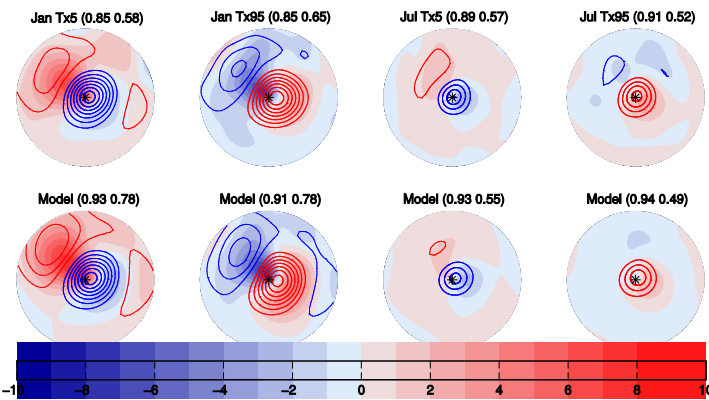 Jan Tx5 (0.85 0.58) Jan Tx95 (0.85 0.65) Jul Tx5 (0.89 0.57) Jul Tx95 (0.91 0.52)
Model (0.93 0.78) Model (0.91 0.78) Model (0.93 0.55) Model (0.94 0.49)
−10 −8 −6 −4 −2 0 2 4 6 8 10